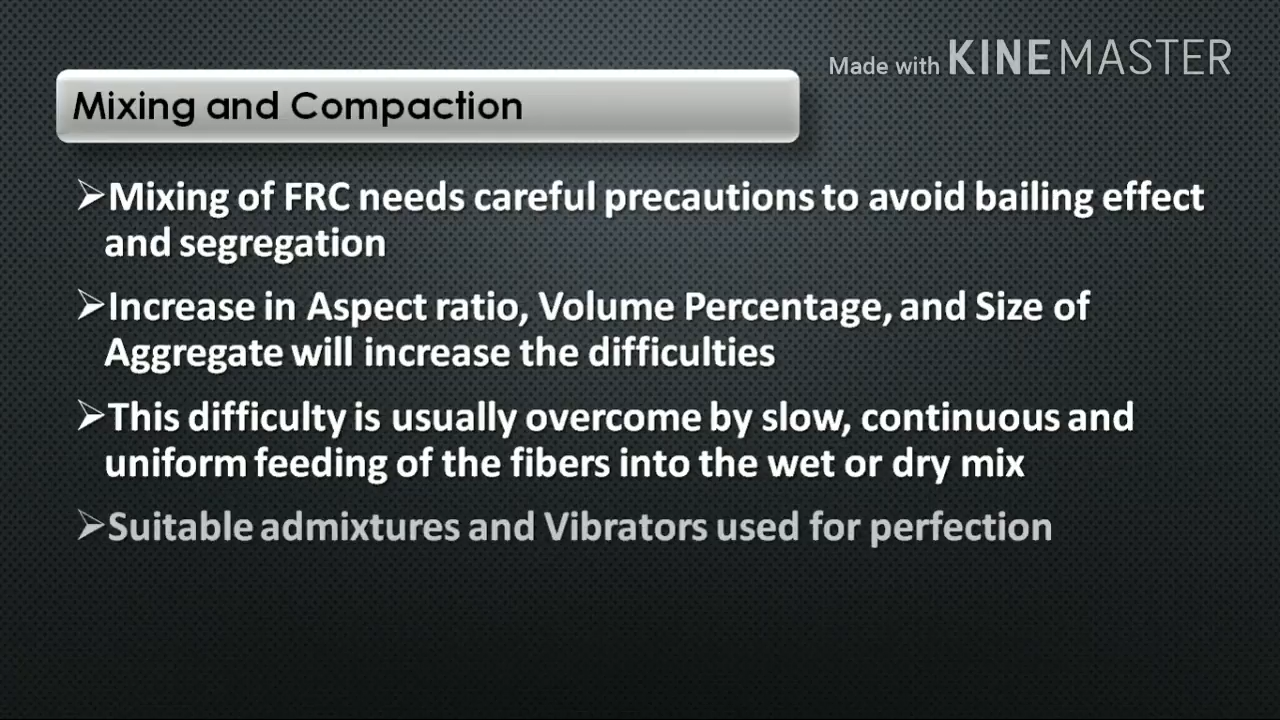 Made with KINEMASTER
Mixing and Compaction
➢Mixing of FRC needs careful precautions to avoid bailing effect
and segregation
➢Increase in Aspect ratio, Volume Percentage, and Size of
Aggregate will increase the difficulties
➢This difficulty is usually overcome by slow, continuous and
uniform feeding of the fibers into the wet or dry mix
➢Suitable admixtures and Vibrators used for perfection